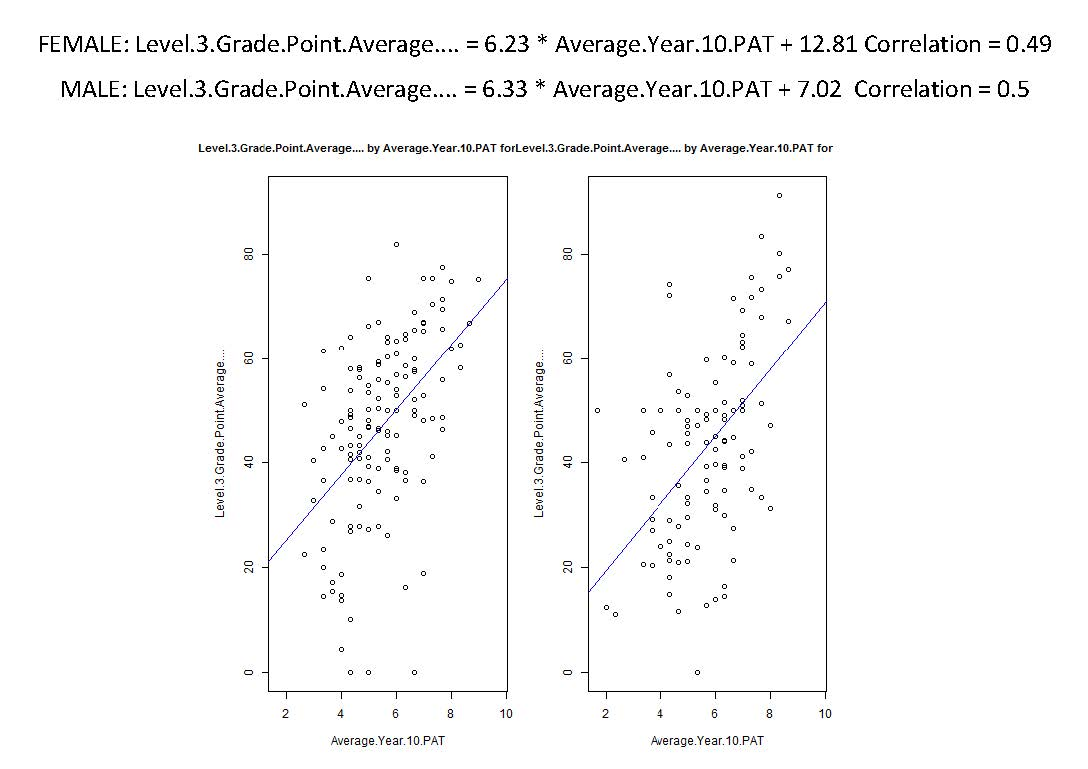 FEMALE: Level.3.Grade.Point.Average.... = 6.23 * Average.Year.10.PAT + 12.81 Correlation = 0.49
MALE: Level.3.Grade.Point.Average.... = 6.33 * Average.Year.10.PAT + 7.02 Correlation = 0.5
Level.3.Grade.Point.Average.... by Average.Year.10.PAT forLevel.3.Grade.Point.Average.... by Average.Year.10.PAT for
Level.3.Grade.Point.Average....
80
60
40
20
0
2 4 6 8 10
Average.Year.10.PAT
Level.3.Grade.Point.Average....
80
60
40
20
0
2 4 6 8 10
Average.Year.10.PAT